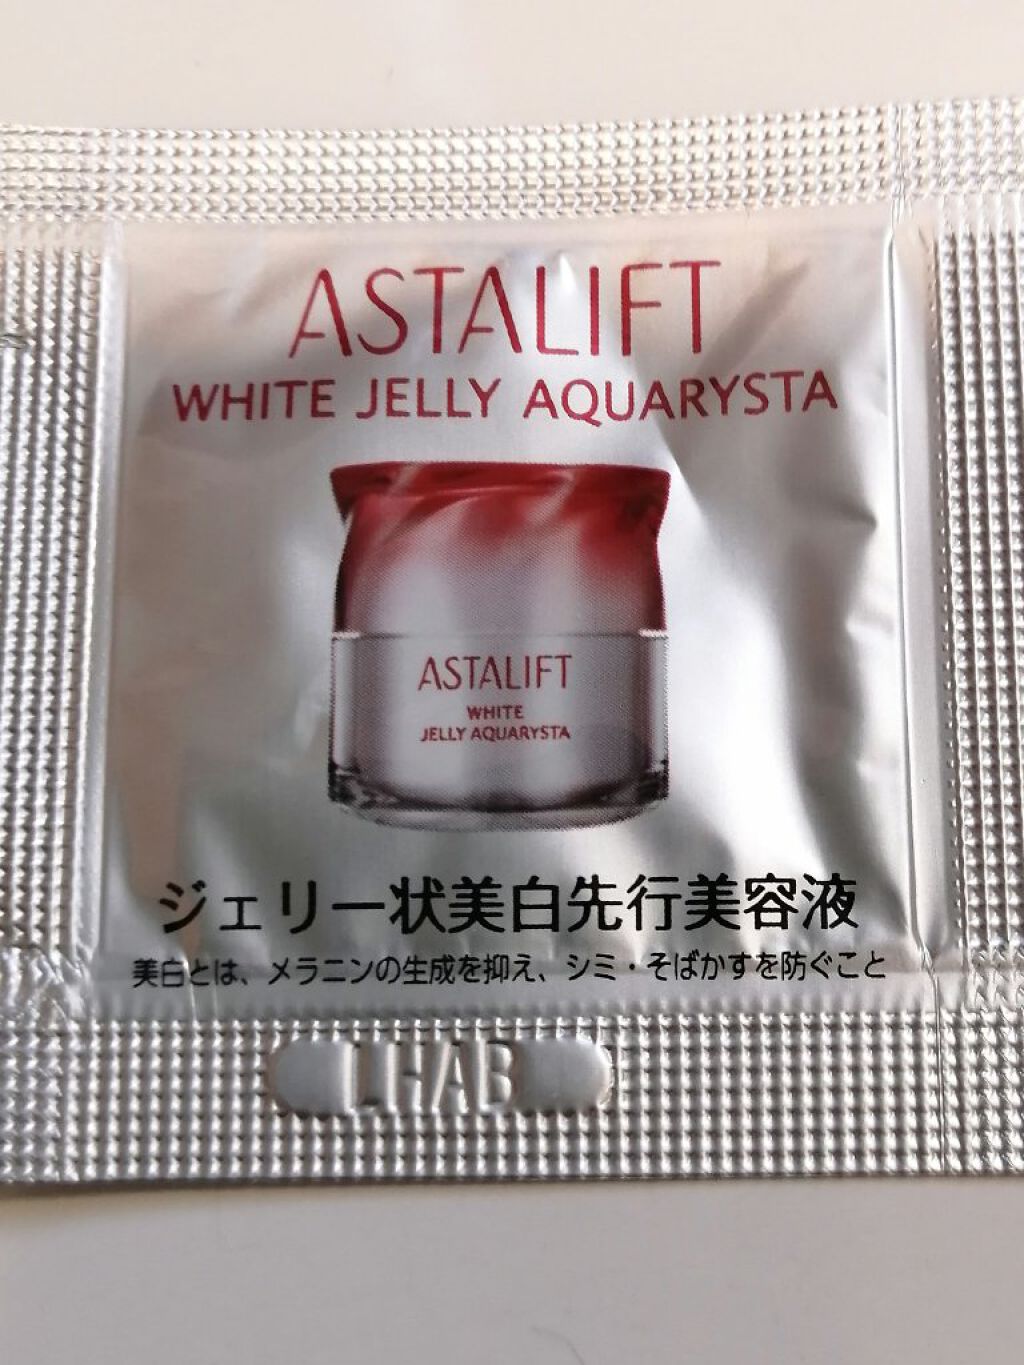 ASTALIFT
WHITE JELLY AQUARYSTA
ASTALIFT
WHITE
JELLY AQUARYSTA
ジェリー状美白先行美容液
美白とは、メラニンの生成を抑え、シミ・そばかすを防ぐこと